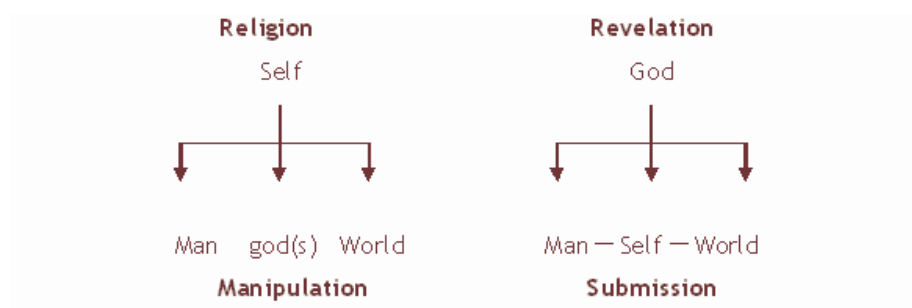 Religion
Self
Man god(s) World
Manipulation
Revelation
God
Man — Self — World
Submission